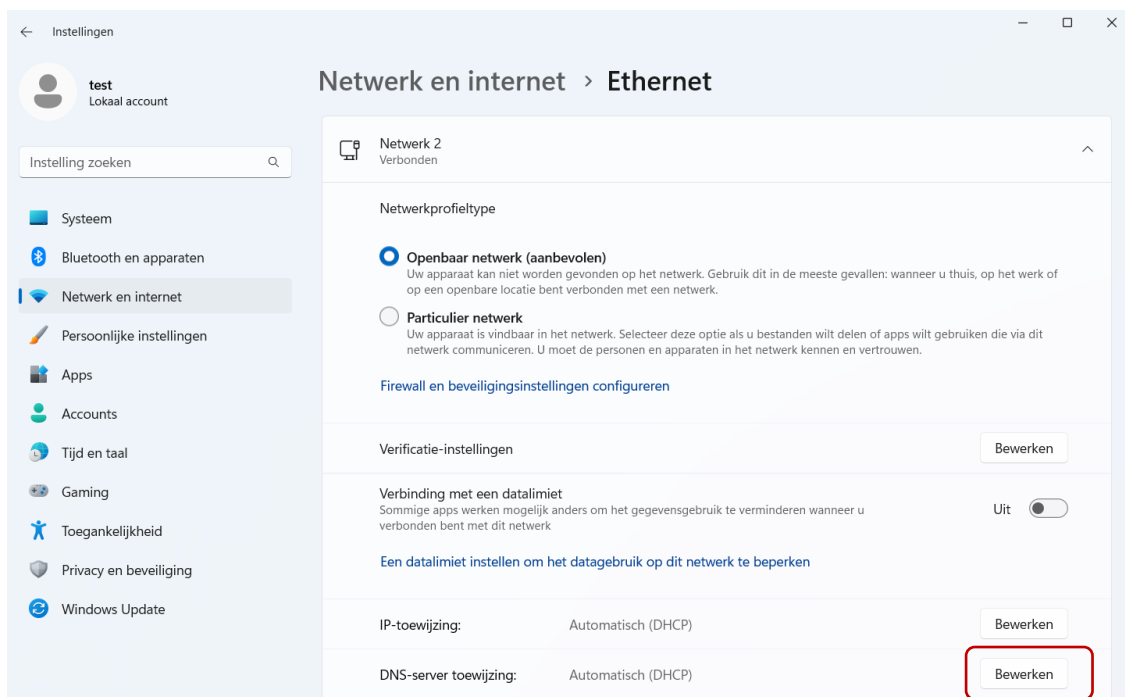 Instellingen
test
Lokaal account
Instelling zoeken
Systeem
Bluetooth en apparaten
Netwerk en internet
Persoonlijke instellingen
Apps
Accounts
Tijd en taal
Gaming
Toegankelijkheid
Privacy en beveiliging
Windows Update
Netwerk en internet > Ethernet
Netwerk 2
Verbonden
Netwerkprofieltype
Openbaar netwerk (aanbevolen)
Uw apparaat kan niet worden gevonden op het netwerk. Gebruik dit in de meeste gevallen: wanneer u thuis, op het werk of
op een openbare locatie bent verbonden met een netwerk.
Particulier netwerk
Uw apparaat is vindbaar in het netwerk. Selecteer deze optie als u bestanden wilt delen of apps wilt gebruiken die via dit
netwerk communiceren. U moet de personen en apparaten in het netwerk kennen en vertrouwen.
Firewall en beveiligingsinstellingen configureren
Verificatie-instellingen Bewerken
Verbinding met een datalimiet
Sommige apps werken mogelijk anders om het gegevensgebruik te verminderen wanneer u
verbonden bent met dit netwerk
Uit
Een datalimiet instellen om het datagebruik op dit netwerk te beperken
IP-toewijzing: Automatisch (DHCP) Bewerken
DNS-server toewijzing: Automatisch (DHCP) Bewerken